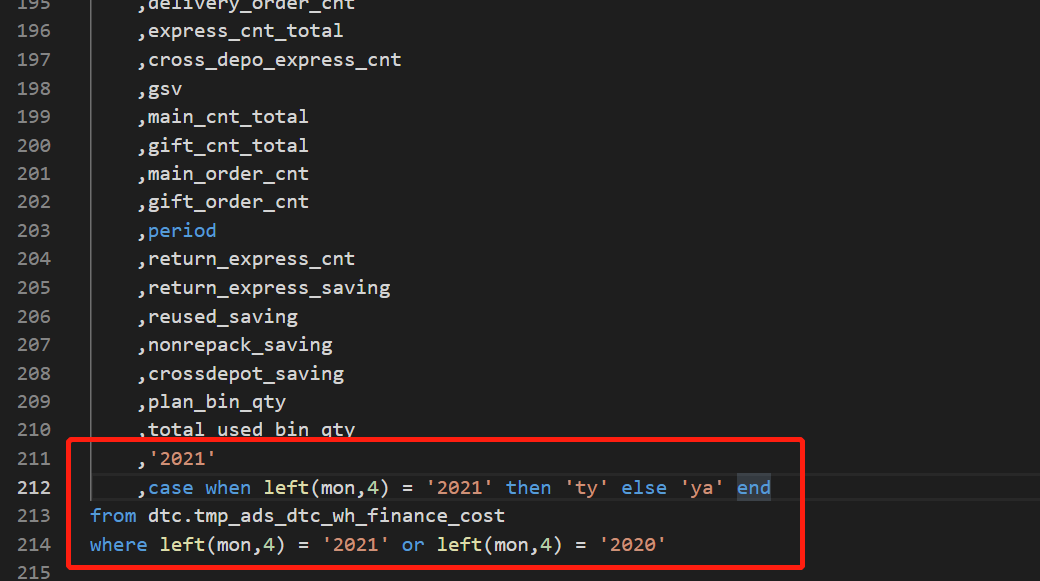 195 ,delivery_order_cnt
196 ,express_cnt_total
197 ,cross_depo_express_cnt
198 ,gsv
199 ,main_cnt_total
200 ,gift_cnt_total
201 ,main_order_cnt
202 ,gift_order_cnt
203 ,period
204 ,return_express_cnt
205 ,return_express_saving
206 ,reused_saving
207 ,nonrepack_saving
208 ,crossdepot_saving
209 ,plan_bin_qty
210 ,total_used_bin_qty
211 ,'2021'
212 ,case when left(mon,4) = '2021' then 'ty' else 'ya' end
213 from dtc.tmp_ads_dtc_wh_finance_cost
214 where left(mon,4) = '2021' or left(mon,4) = '2020'
215